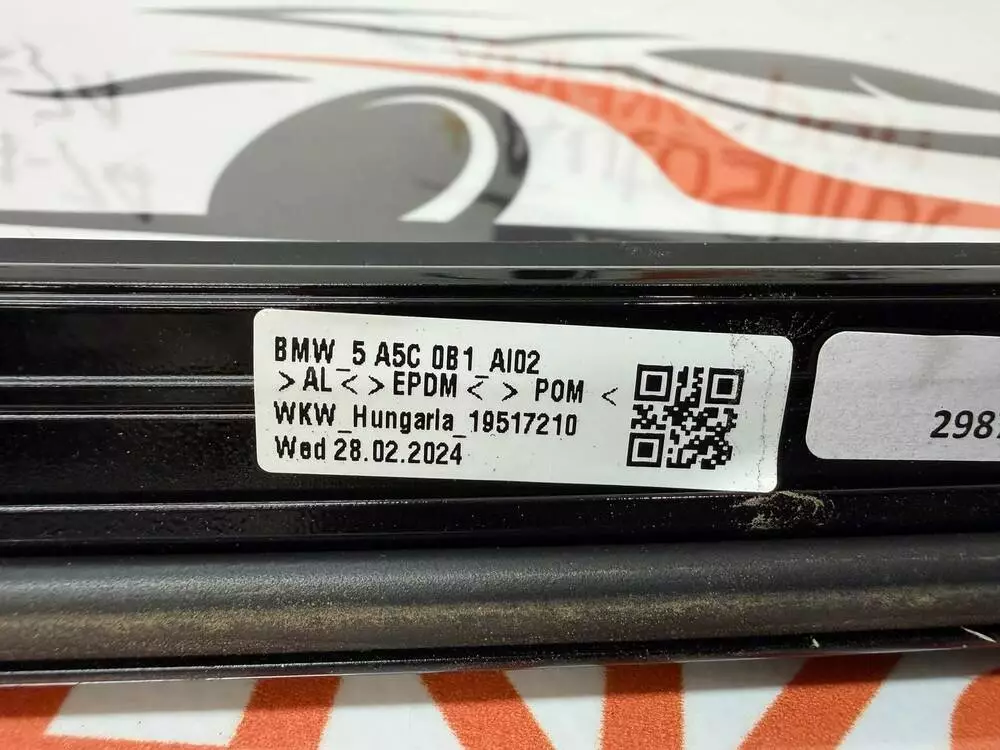 BMW_5 A5C 0B1_AI02
>AL<>EPDM< >POM<
WKW_Hungaria_19517210
Wed 28.02.2024